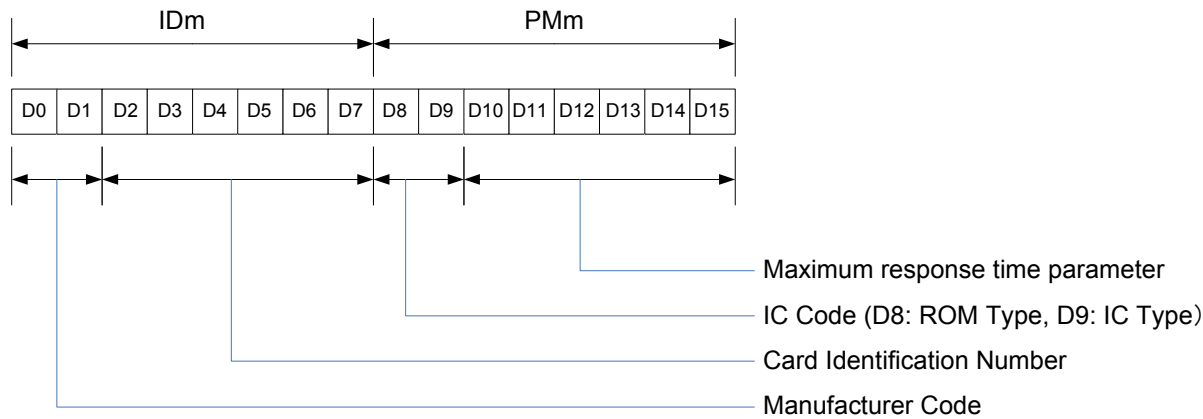 IDm PMm
D0 D1 D2 D3 D4 D5 D6 D7 D8 D9 D10 D11 D12 D13 D14 D15
Maximum response time parameter
IC Code (D8: ROM Type, D9: IC Type）
Card Identification Number
Manufacturer Code